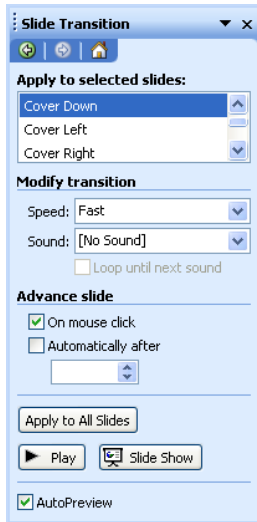 Slide Transition
Apply to selected slides:
Cover Down
Cover Left
Cover Right
Modify transition
Speed: Fast
Sound: [No Sound]
Loop until next sound
Advance slide
On mouse click
Automatically after
Apply to All Slides
Play Slide Show
AutoPreview